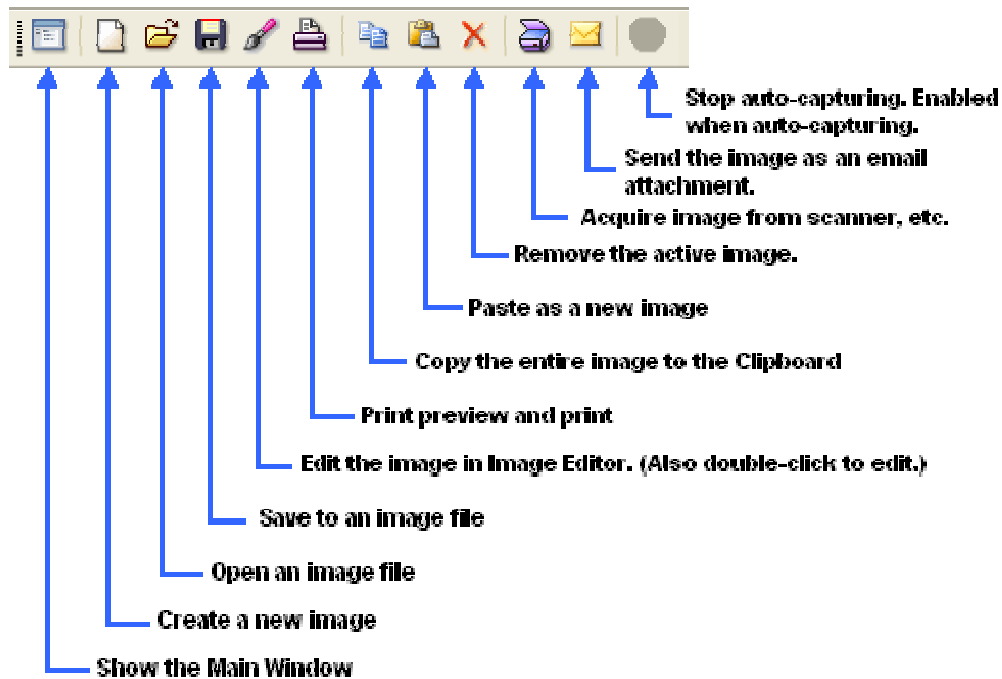 Stop auto-capturing. Enabled
when auto-capturing.
Send the image as an email
attachment.
Acquire image from scanner, etc.
Remove the active image.
Paste as a new image
Copy the entire image to the Clipboard
Print preview and print
Edit the image in Image Editor. (Also double-click to edit.)
Save to an image file
Open an image file
Create a new image
Show the Main Window